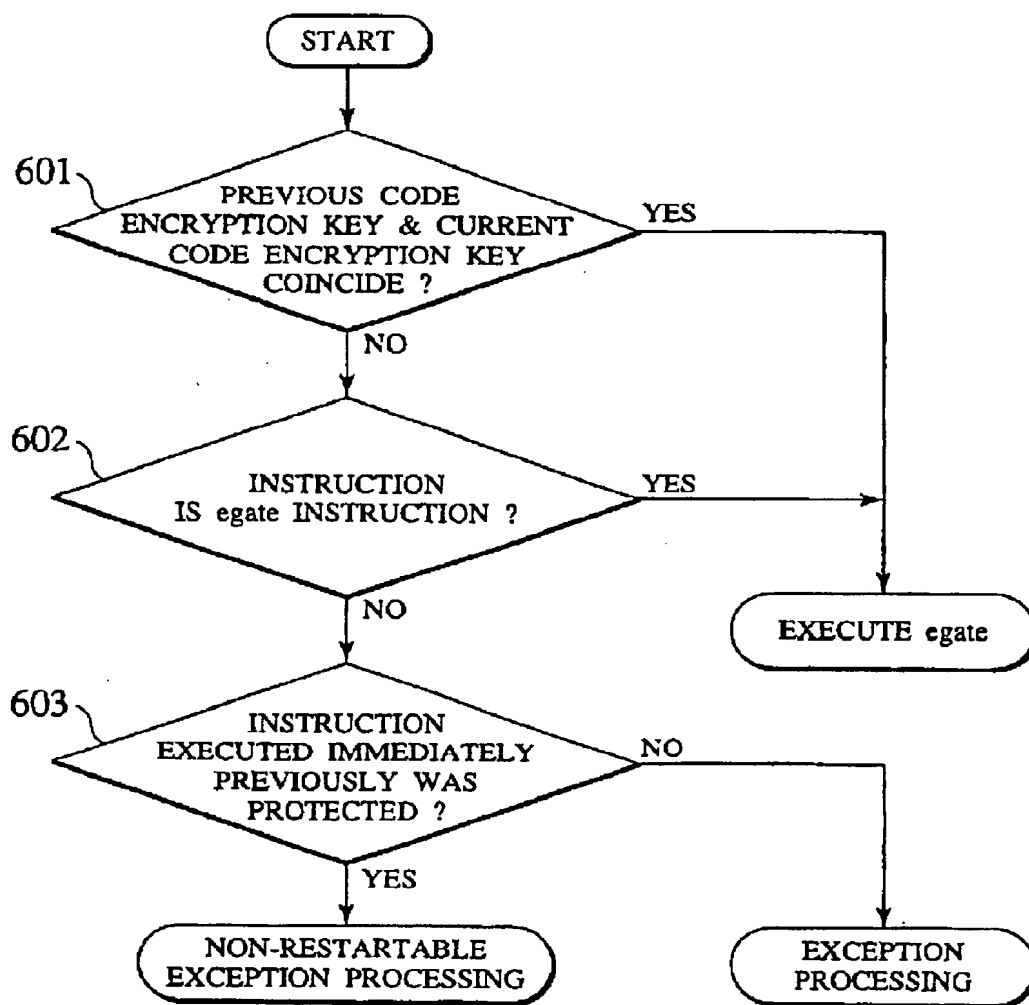 START
601
PREVIOUS CODE
ENCRYPTION KEY & CURRENT
CODE ENCRYPTION KEY
COINCIDE ?
YES
NO
602
INSTRUCTION
IS egate INSTRUCTION ?
YES
NO
EXECUTE egate
603
INSTRUCTION
EXECUTED IMMEDIATELY
PREVIOUSLY WAS
PROTECTED ?
NO
YES
NON-RESTARTABLE
EXCEPTION PROCESSING
EXCEPTION
PROCESSING